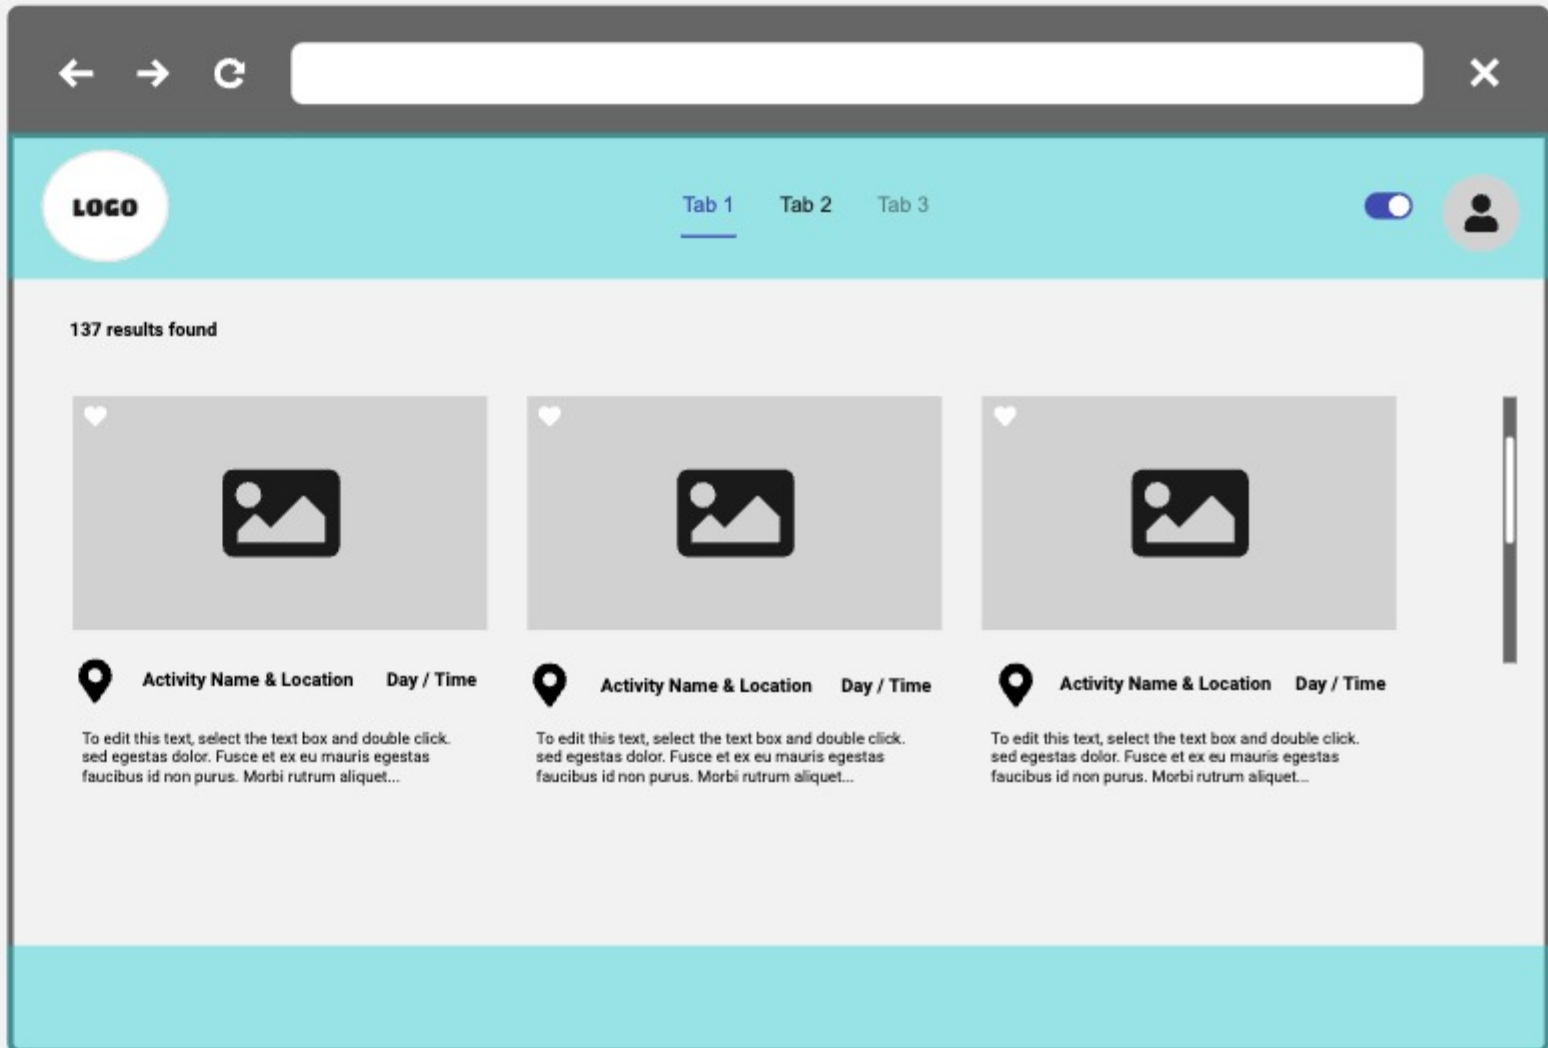 LOGO
Tab 1 Tab 2 Tab 3
137 results found
Activity Name & Location Day / Time
To edit this text, select the text box and double click.
sed egestas dolor. Fusce et ex eu mauris egestas
faucibus id non purus. Morbi rutrum aliquet...
Activity Name & Location Day / Time
To edit this text, select the text box and double click.
sed egestas dolor. Fusce et ex eu mauris egestas
faucibus id non purus. Morbi rutrum aliquet...
Activity Name & Location Day / Time
To edit this text, select the text box and double click.
sed egestas dolor. Fusce et ex eu mauris egestas
faucibus id non purus. Morbi rutrum aliquet...